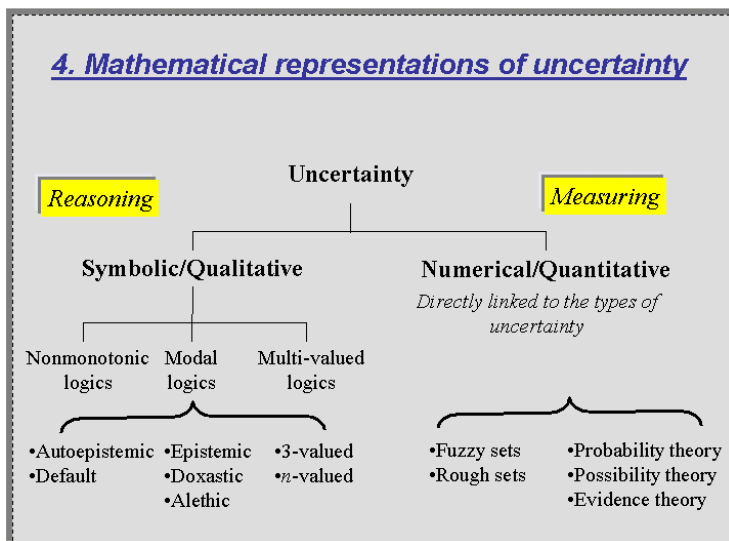 4. Mathematical representations of uncertainty
Uncertainty
Reasoning
Measuring
Symbolic/Qualitative
Numerical/Quantitative
Directly linked to the types of
uncertainty
Nonmonotonic
logics
Modal
logics
Multi-valued
logics
•Autoepistemic
•Default
•Epistemic
•Doxastic
•Alethic
•3-valued
•n-valued
•Fuzzy sets
•Rough sets
•Probability theory
•Possibility theory
•Evidence theory